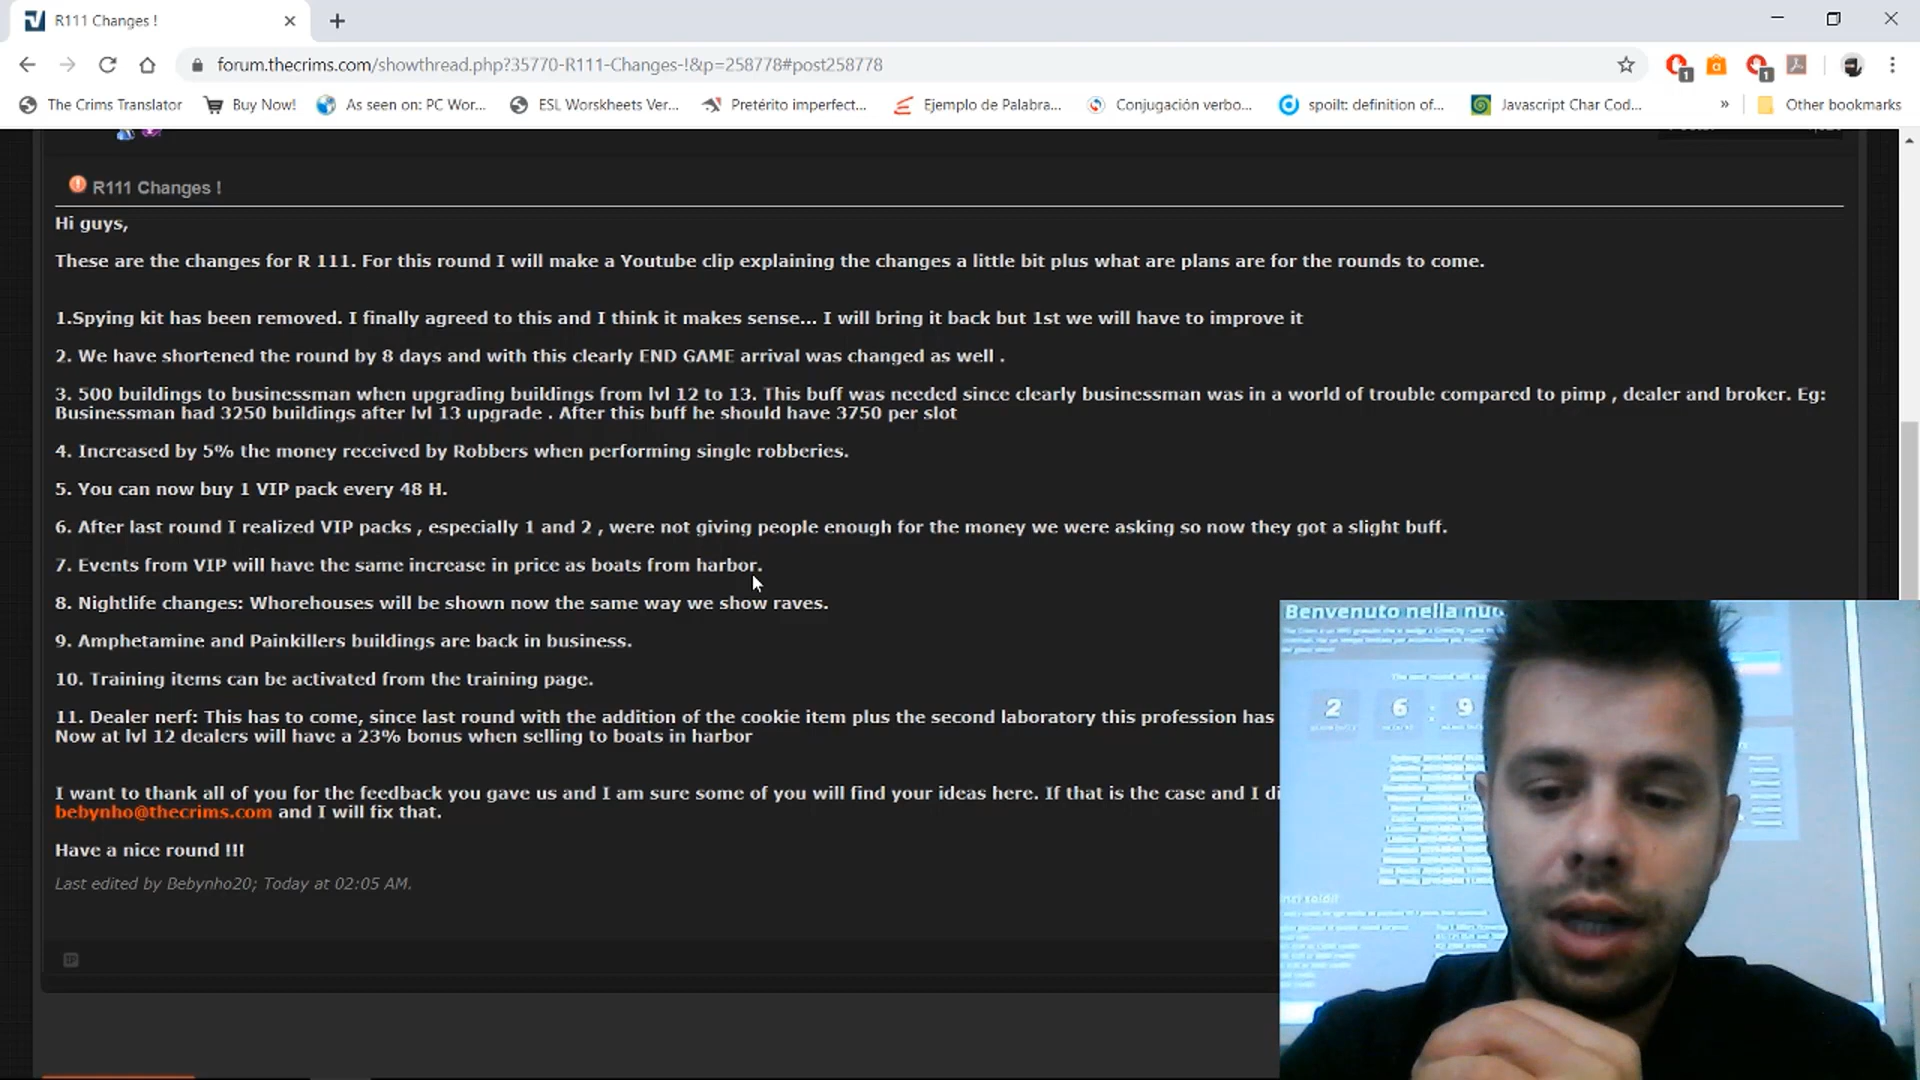 R111 Changes !
forum.thecrims.com/showthread.php?35770-R111-Changes-!&p=258778#post258778
1
1
The Crims Translator
Buy Now!
As seen on: PC Wor...
ESL Worskheets Ver...
Pretérito imperfect...
Ejemplo de Palabra...
Conjugación verbo...
spoilt: definition of...
Javascript Char Cod...
»
Other bookmarks
R111 Changes !
Hi guys,
These are the changes for R 111. For this round I will make a Youtube clip explaining the changes a little bit plus what are plans are for the rounds to come.
1.Spying kit has been removed. I finally agreed to this and I think it makes sense... I will bring it back but 1st we will have to improve it
2. We have shortened the round by 8 days and with this clearly END GAME arrival was changed as well .
3. 500 buildings to businessman when upgrading buildings from lvl 12 to 13. This buff was needed since clearly businessman was in a world of trouble compared to pimp , dealer and broker. Eg:
Businessman had 3250 buildings after lvl 13 upgrade . After this buff he should have 3750 per slot
4. Increased by 5% the money received by Robbers when performing single robberies.
5. You can now buy 1 VIP pack every 48 H.
6. After last round I realized VIP packs , especially 1 and 2 , were not giving people enough for the money we were asking so now they got a slight buff.
7. Events from VIP will have the same increase in price as boats from harbor.
8. Nightlife changes: Whorehouses will be shown now the same way we show raves.
9. Amphetamine and Painkillers buildings are back in business.
10. Training items can be activated from the training page.
11. Dealer nerf: This has to come, since last round with the addition of the cookie item plus the second laboratory this profession has
Now at lvl 12 dealers will have a 23% bonus when selling to boats in harbor
I want to thank all of you for the feedback you gave us and I am sure some of you will find your ideas here. If that is the case and I di
bebynho@thecrims.com and I will fix that.
Have a nice round !!!
Last edited by Bebynho20; Today at 02:05 AM.
IP
Benvenuto nella nuo
2 6 : 9